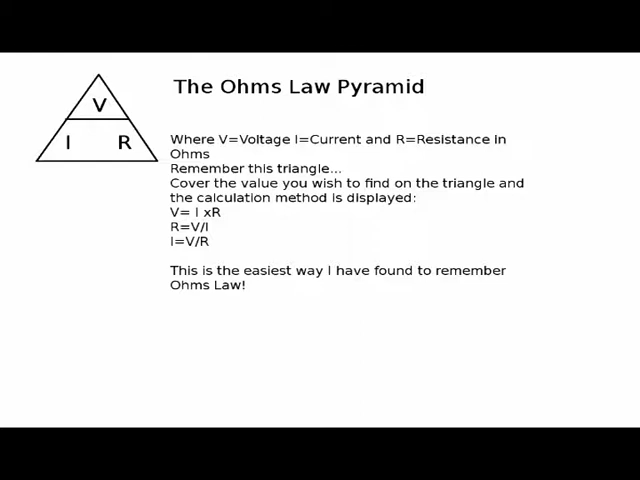 The Ohms Law Pyramid
V
I R
Where V=Voltage I=Current and R=Resistance in
Ohms
Remember this triangle...
Cover the value you wish to find on the triangle and
the calculation method is displayed:
V= I xR
R=V/I
I=V/R
This is the easiest way I have found to remember
Ohms Law!